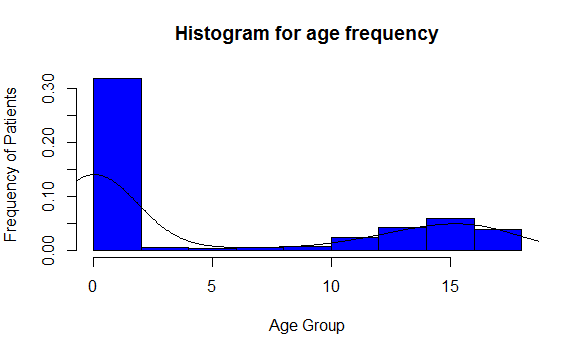 Histogram for age frequency
Frequency of Patients
0.30
0.20
0.10
0.00
0 5 10 15
Age Group